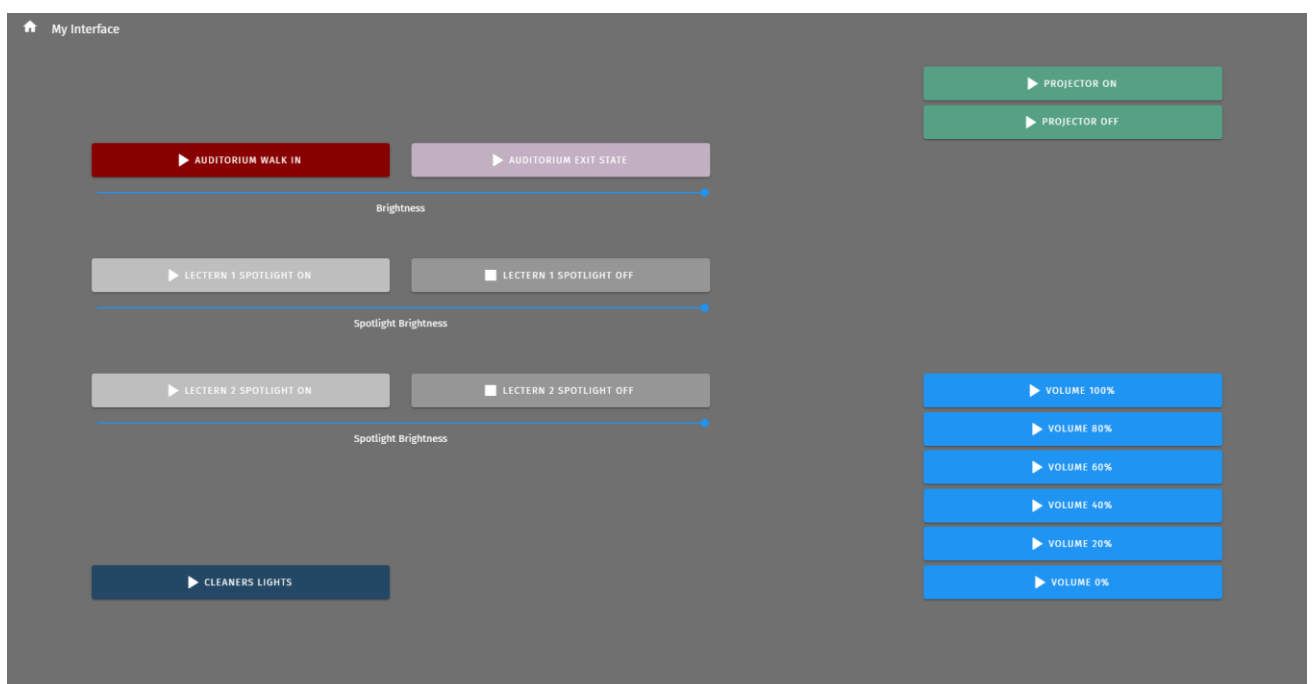 My Interface
PROJECTOR ON
PROJECTOR OFF
AUDITORIUM WALK IN
AUDITORIUM EXIT STATE
Brightness
LECTERN 1 SPOTLIGHT ON
LECTERN 1 SPOTLIGHT OFF
Spotlight Brightness
LECTERN 2 SPOTLIGHT ON
LECTERN 2 SPOTLIGHT OFF
Spotlight Brightness
VOLUME 100%
VOLUME 80%
VOLUME 60%
VOLUME 40%
VOLUME 20%
VOLUME 0%
CLEANERS LIGHTS